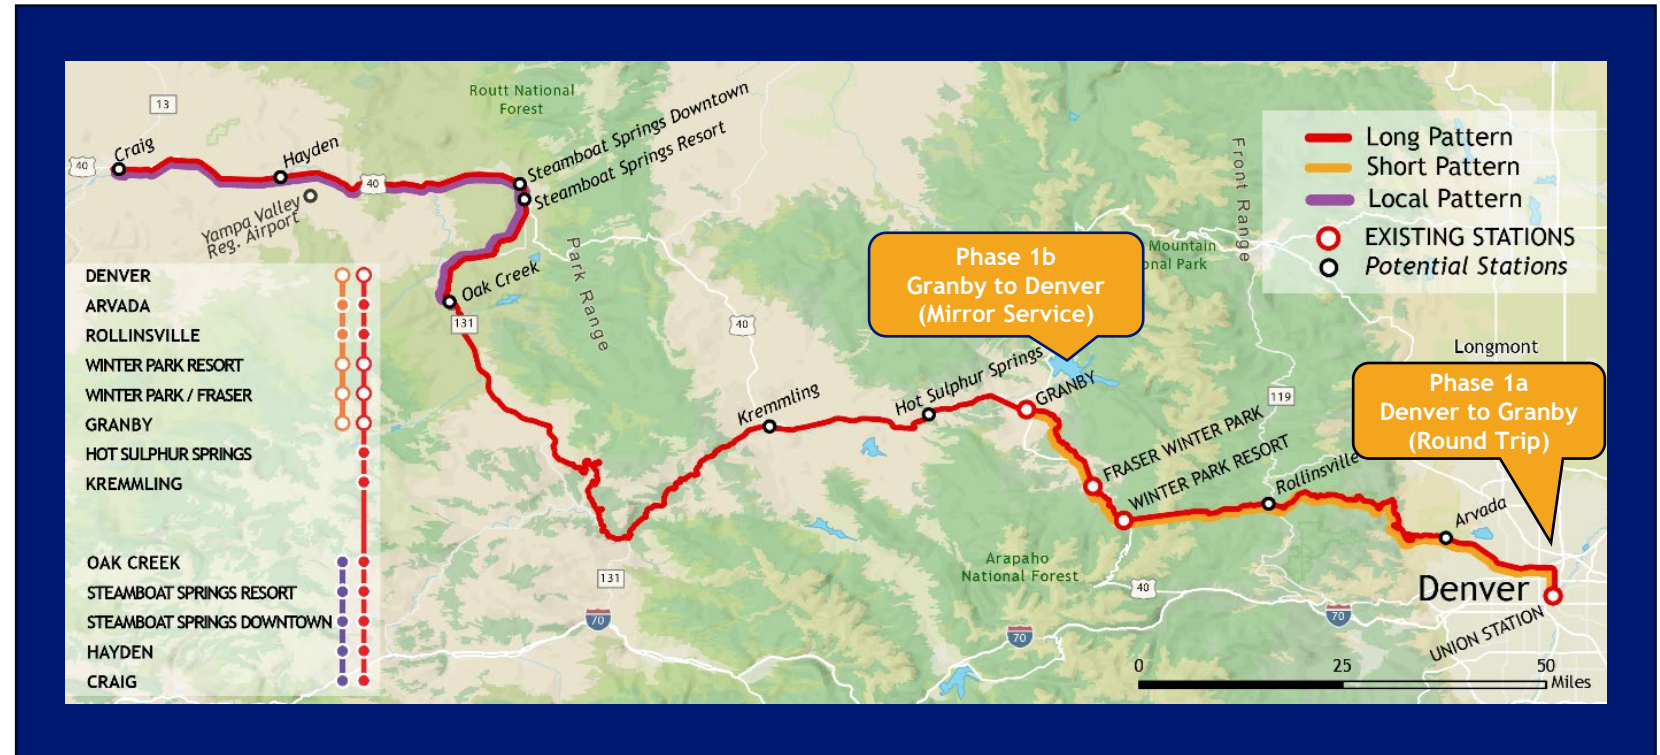 13
Routt National
Forest
Steamboat Springs Downtown
Steamboat Springs Resort
40
Craig
Hayden
40
Yampa Valley
Reg. Airport
Park Range
Oak Creek
131
40
Front Range
Long Pattern
Short Pattern
Local Pattern
EXISTING STATIONS
Potential Stations
Phase 1b
Granby to Denver
(Mirror Service)
Mountain
Park
Longmont
Phase 1a
Denver to Granby
(Round Trip)
DENVER
ARVADA
ROLLINSVILLE
WINTER PARK RESORT
WINTER PARK / FRASER
GRANBY
HOT SULPHUR SPRINGS
KREMMLING
OAK CREEK
STEAMBOAT SPRINGS RESORT
STEAMBOAT SPRINGS DOWNTOWN
HAYDEN
CRAIG
Kremmling
Hot Sulphur Springs
GRANBY
119
FRASER WINTER PARK
WINTER PARK RESORT
Rollinsville
Arvada
Arapaho
National Forest
131
40
70
70
70
Denver
UNION STATION
0 25 50
Miles